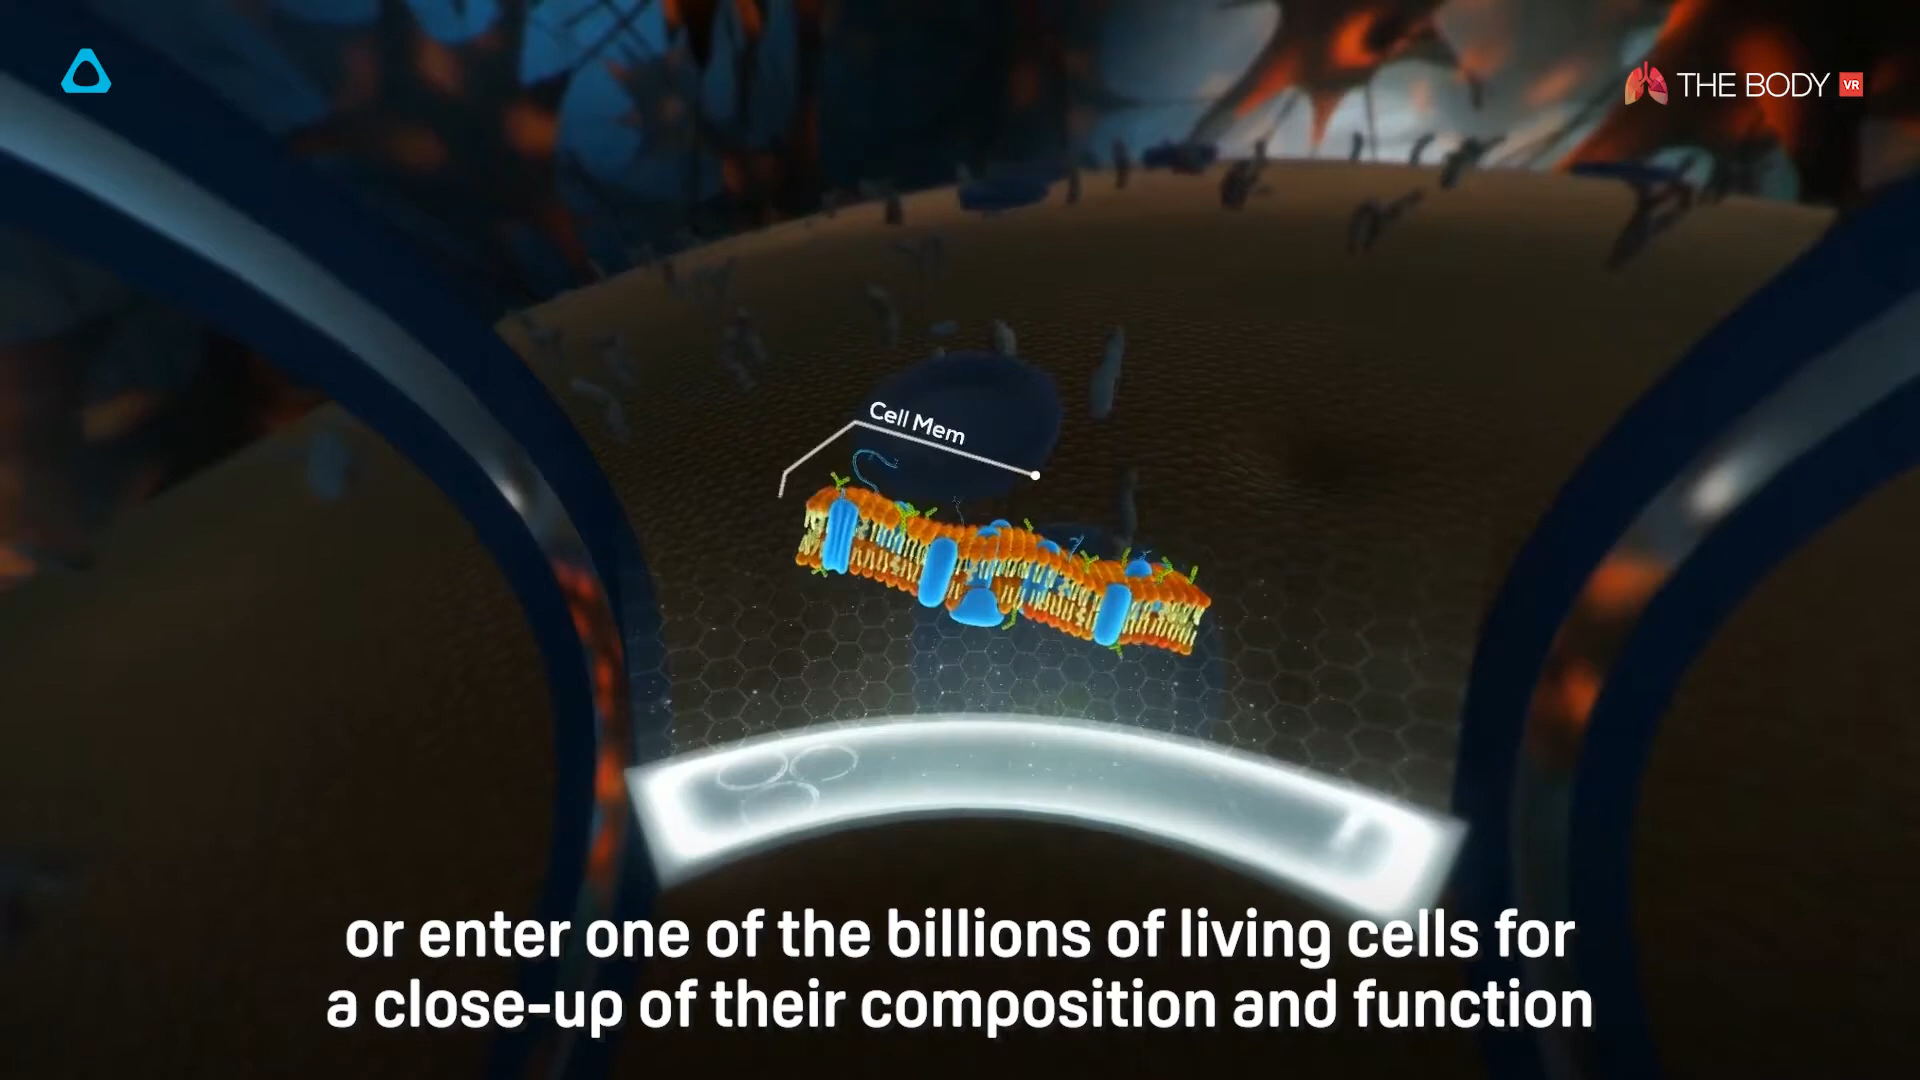 THE BODY VR
Cell Mem
or enter one of the billions of living cells for
a close-up of their composition and function